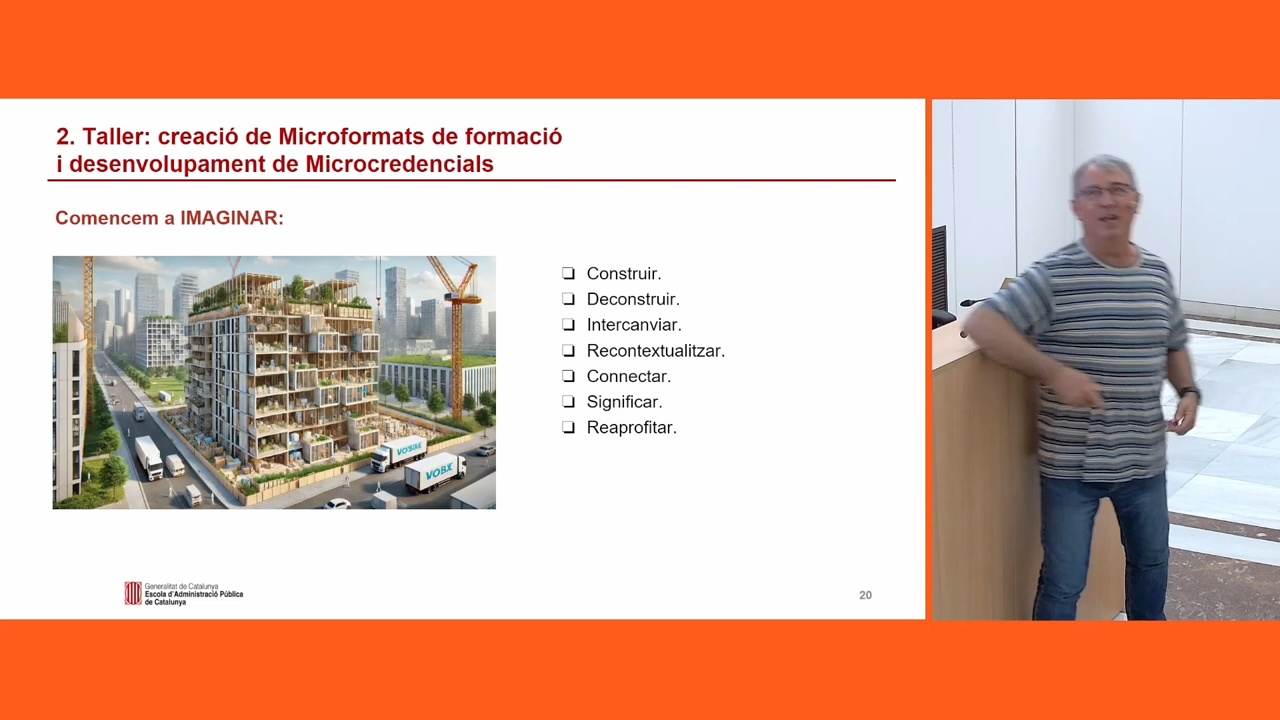 2. Taller: creació de Microformats de formació
i desenvolupament de Microcredencials
Comencem a IMAGINAR:
❏ Construir.
❏ Deconstruir.
❏ Intercanviar.
❏ Recontextualitzar.
❏ Connectar.
❏ Significar.
❏ Reaprofitar.
VOBX
Generalitat de Catalunya
Escola d'Administració Pública
de Catalunya
20